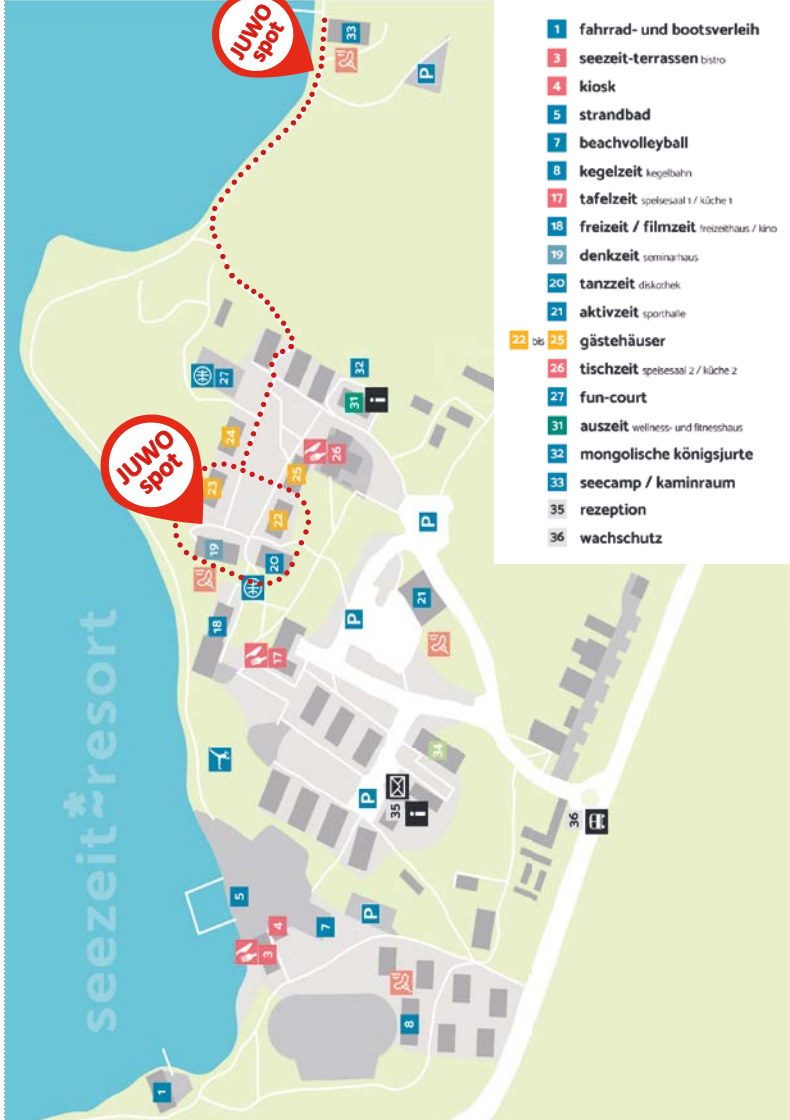 JUWO
spot
33
P
1 fahrrad- und bootsverleih
3 seezeit-terrassen bistro
4 kiosk
5 strandbad
7 beachvolleyball
8 kegelzeit kegelbahn
17 tafelzeit speisesaal 1 / küche 1
18 freizeit / filmzeit freizeithaus / kino
19 denkzeit seminarhaus
20 tanzzeit diskothek
21 aktivzeit sporthalle
22 bis 25 gästehäuser
26 tischzeit speisesaal 2 / küche 2
27 fun-court
31 auszeit wellness- und fitnesshaus
32 mongolische königsjurte
33 seecamp / kaminraum
35 rezeption
36 wachschutz
27
32
31
i
24
26
25
JUWO
spot
23
22
19
20
P
21
18
P
17
34
P
35
i
36
5
4
3
7
P
8
1
seezeit*~resort